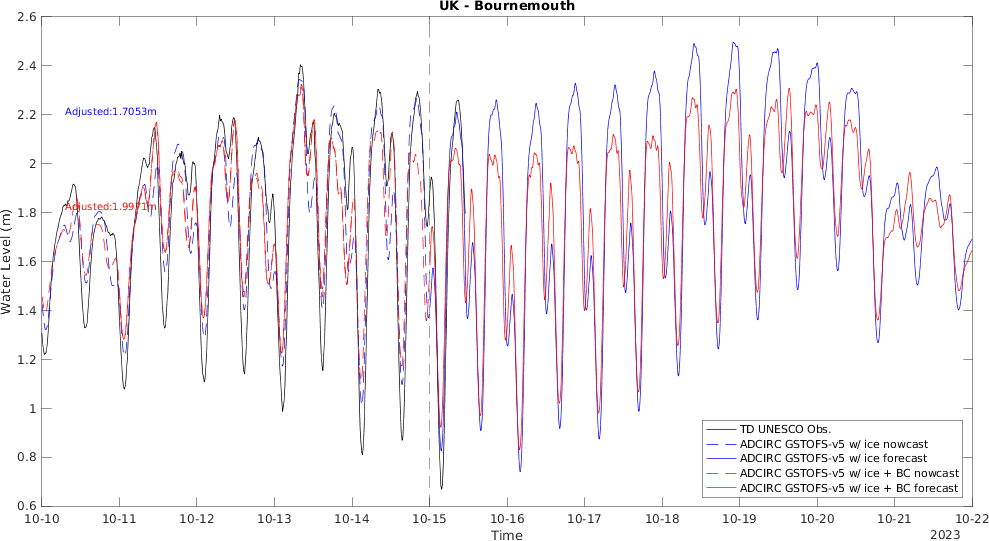 UK - Bournemouth
2.6
2.4
2.2
2
1.8
1.6
1.4
1.2
1
0.8
0.6
Water Level (m)
Adjusted:1.7053m
Adjusted:1.9971m
TD UNESCO Obs.
ADCIRC GSTOFS-v5 w/ ice nowcast
ADCIRC GSTOFS-v5 w/ ice forecast
ADCIRC GSTOFS-v5 w/ ice + BC nowcast
ADCIRC GSTOFS-v5 w/ ice + BC forecast
10-10 10-11 10-12 10-13 10-14 10-15 10-16 10-17 10-18 10-19 10-20 10-21 10-22
Time
2023